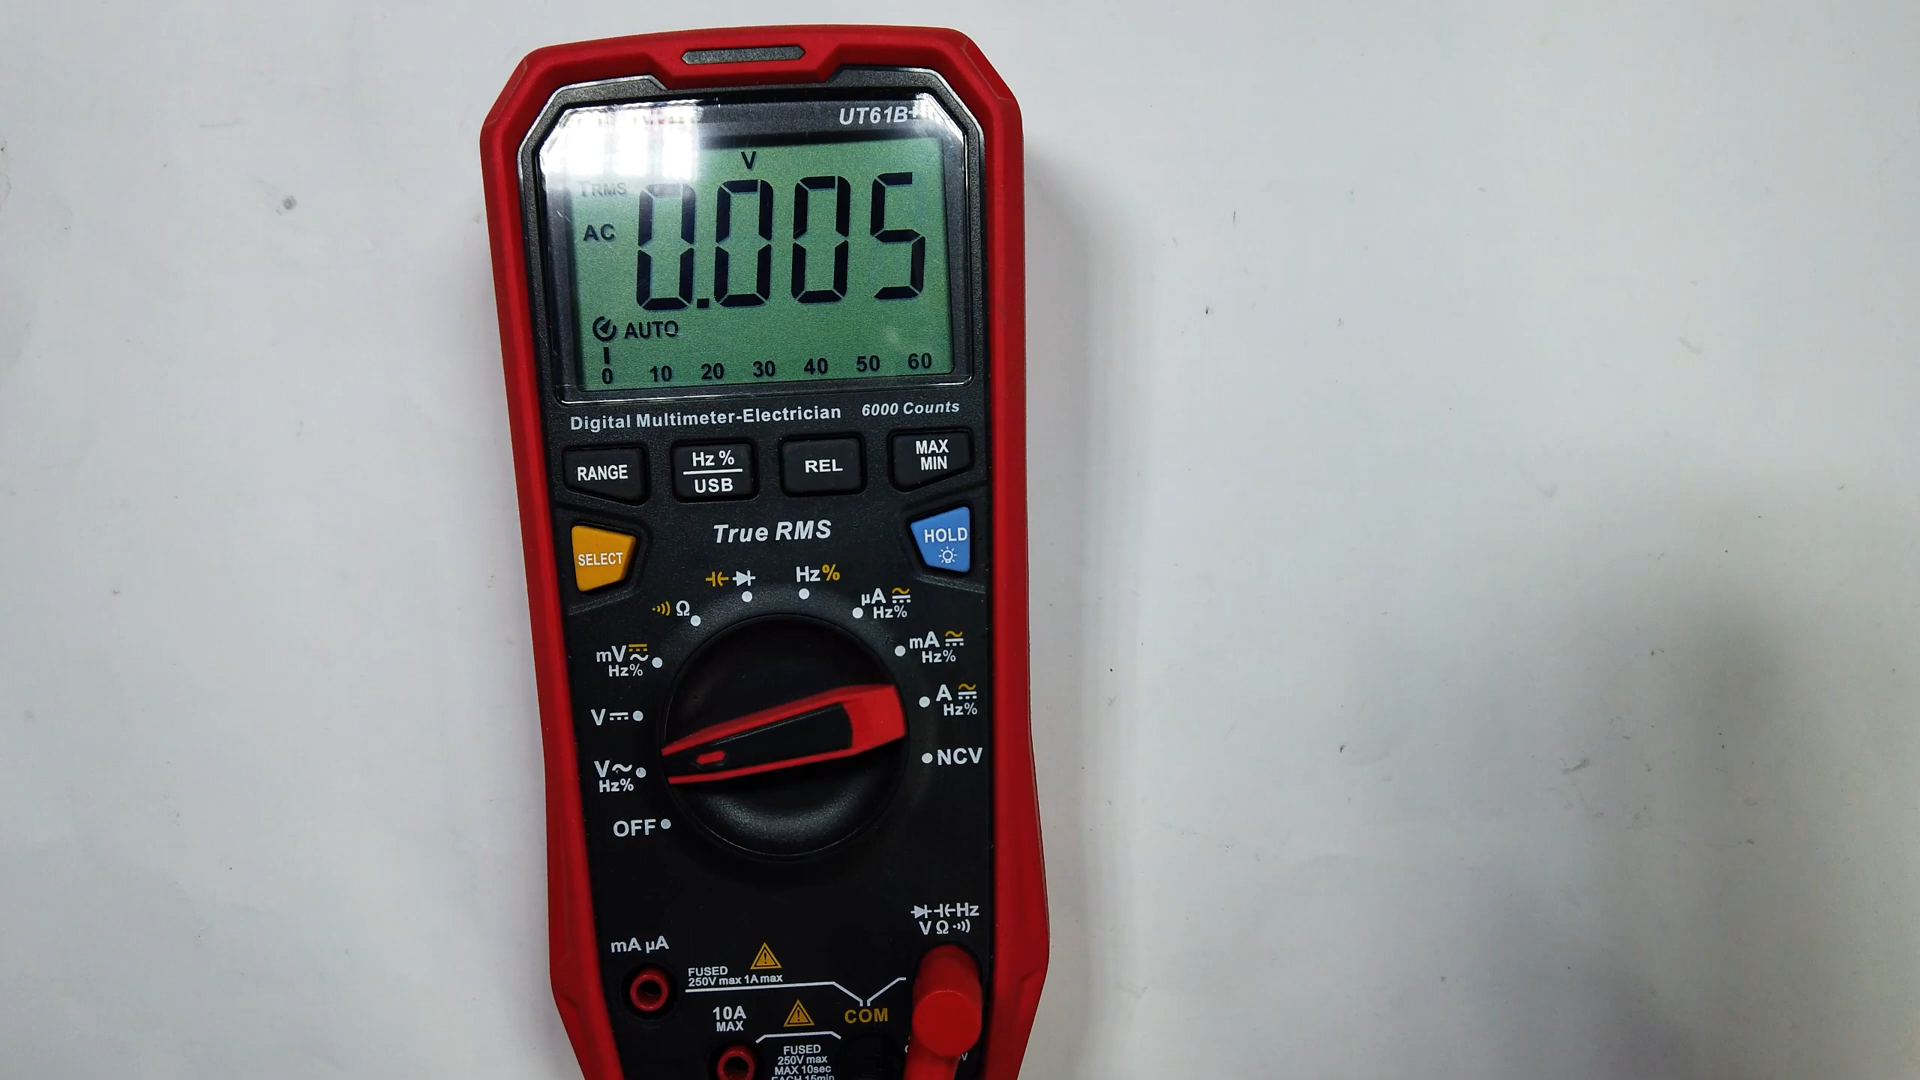 UT61B+
V
TRMS
AC
0.005
AUTO
0 10 20 30 40 50 60
Digital Multimeter-Electrician 6000 Counts
RANGE
Hz %
USB
REL
MAX
MIN
SELECT
True RMS
HOLD
Hz%
Ω
µA
Hz%
mV
Hz%
mA
Hz%
V
A
Hz%
V~
Hz%
NCV
OFF
Hz
V Ω
mA µA
FUSED
250V max 1A max
10A
MAX
COM
FUSED
250V max
MAX 10sec
EACH 15min